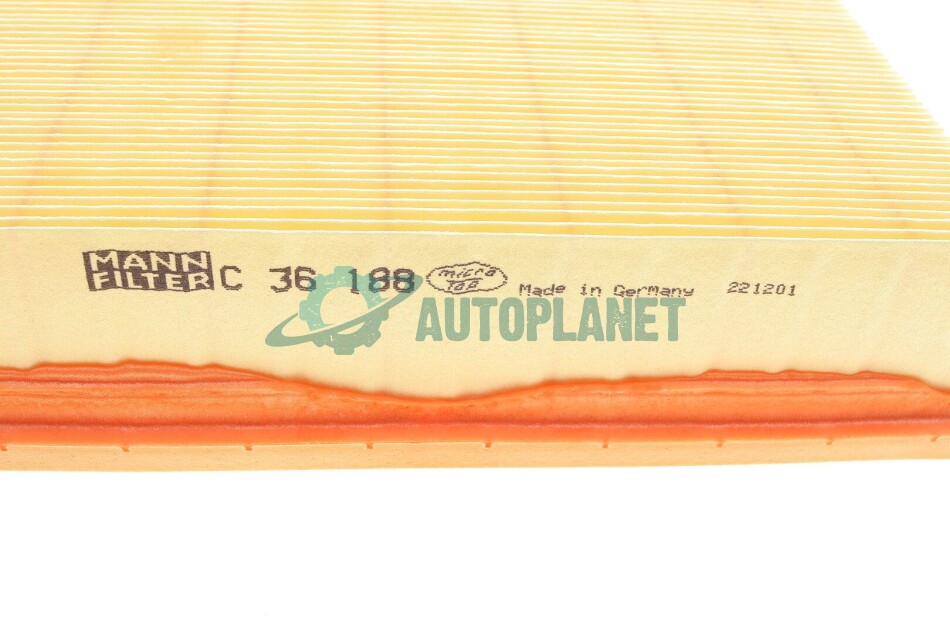 MANN
FILTER
C 36 188
micro
Top
Made in Germany
221201
AUTOPLANET